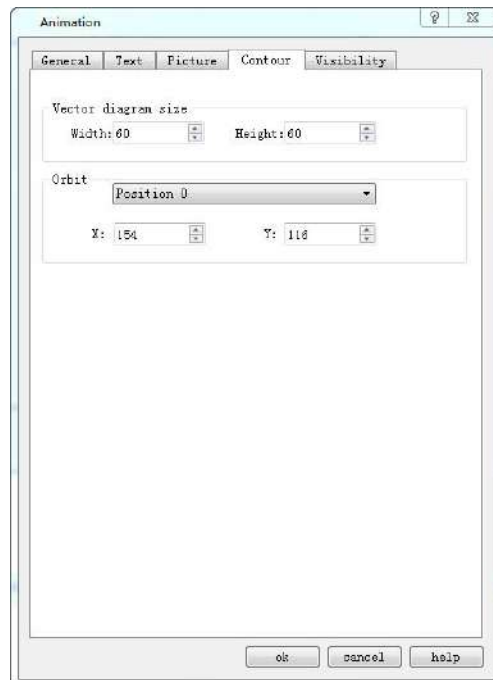 Animation
General Text Picture Contour Visibility
Vector diagram size
Width: 60 Height: 60
Orbit
Position 0
X: 154 Y: 116
ok cancel help